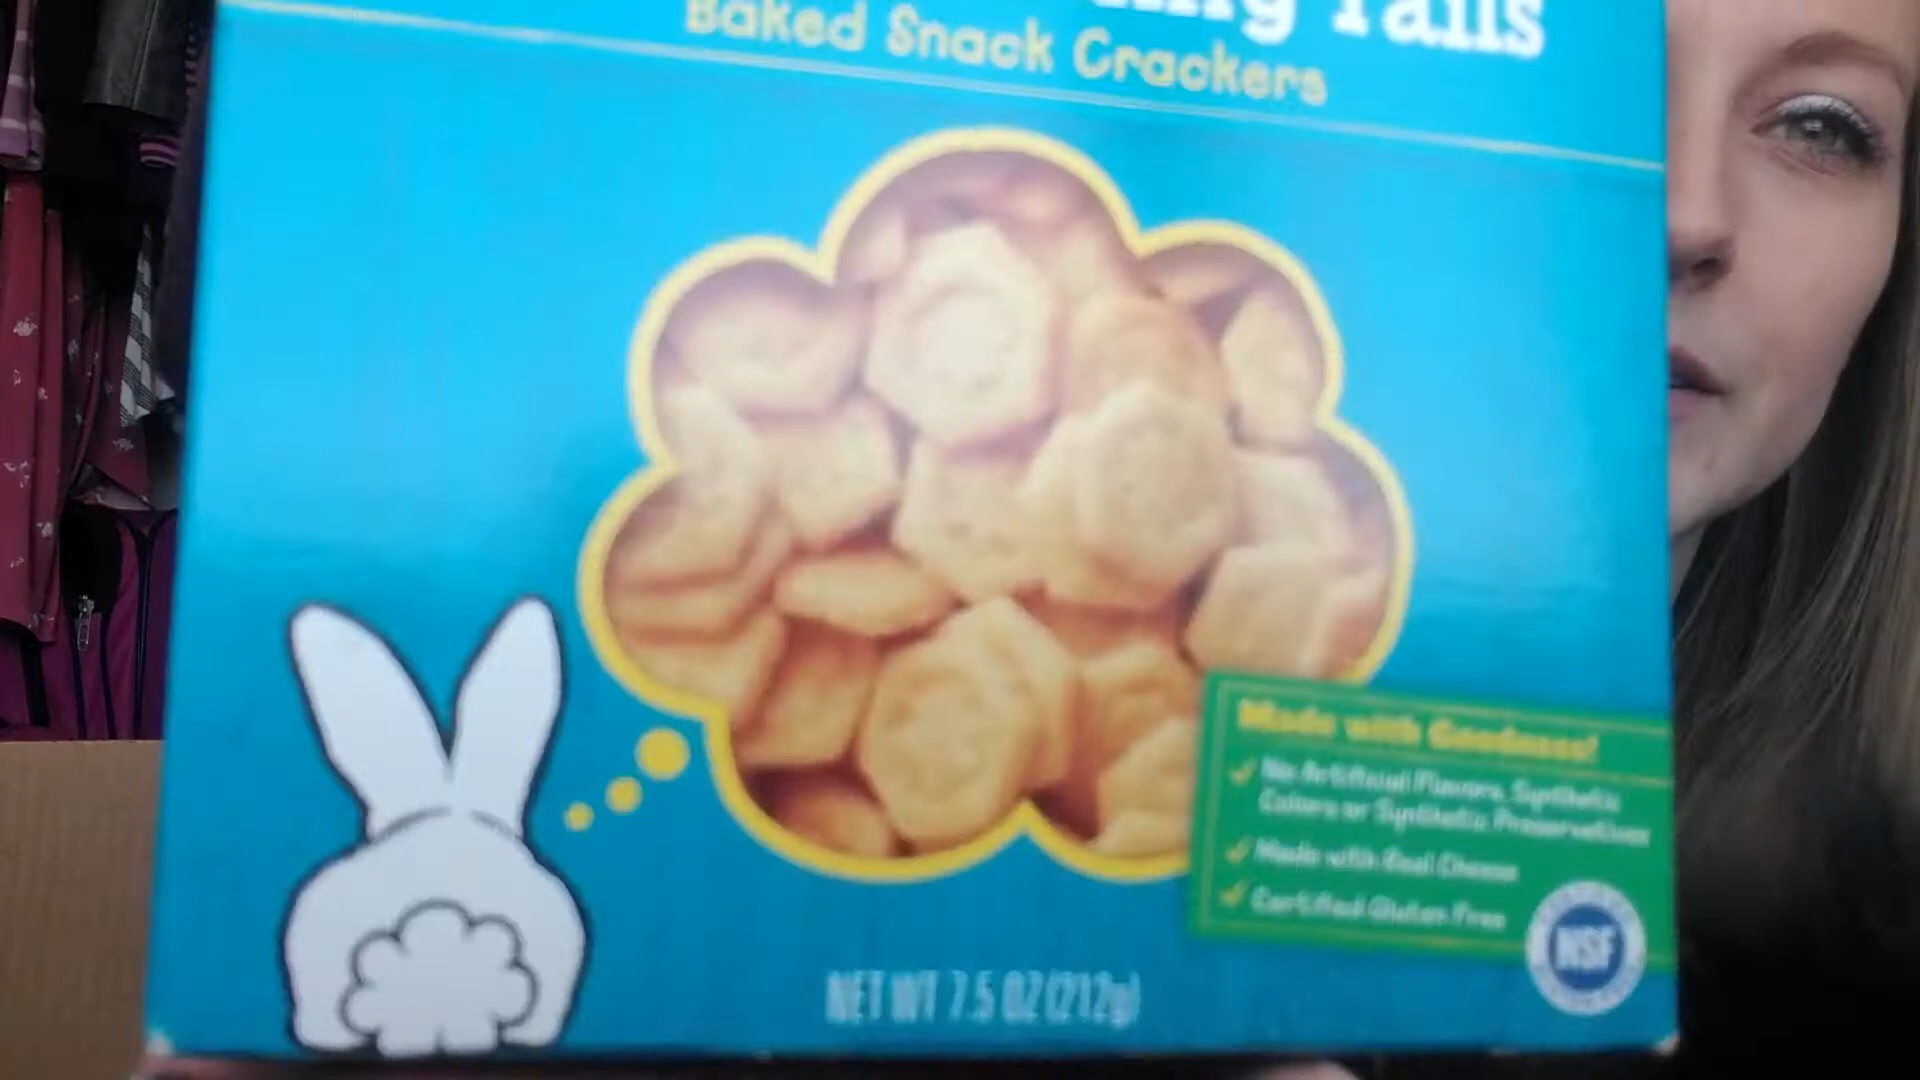 Tails
Baked Snack Crackers
Made with Goodness!
No Artificial Flavors, Synthetic
Colors or Synthetic Preservatives
Made with Real Cheese
Certified Gluten Free
NSF
NET WT 7.5 OZ (212g)